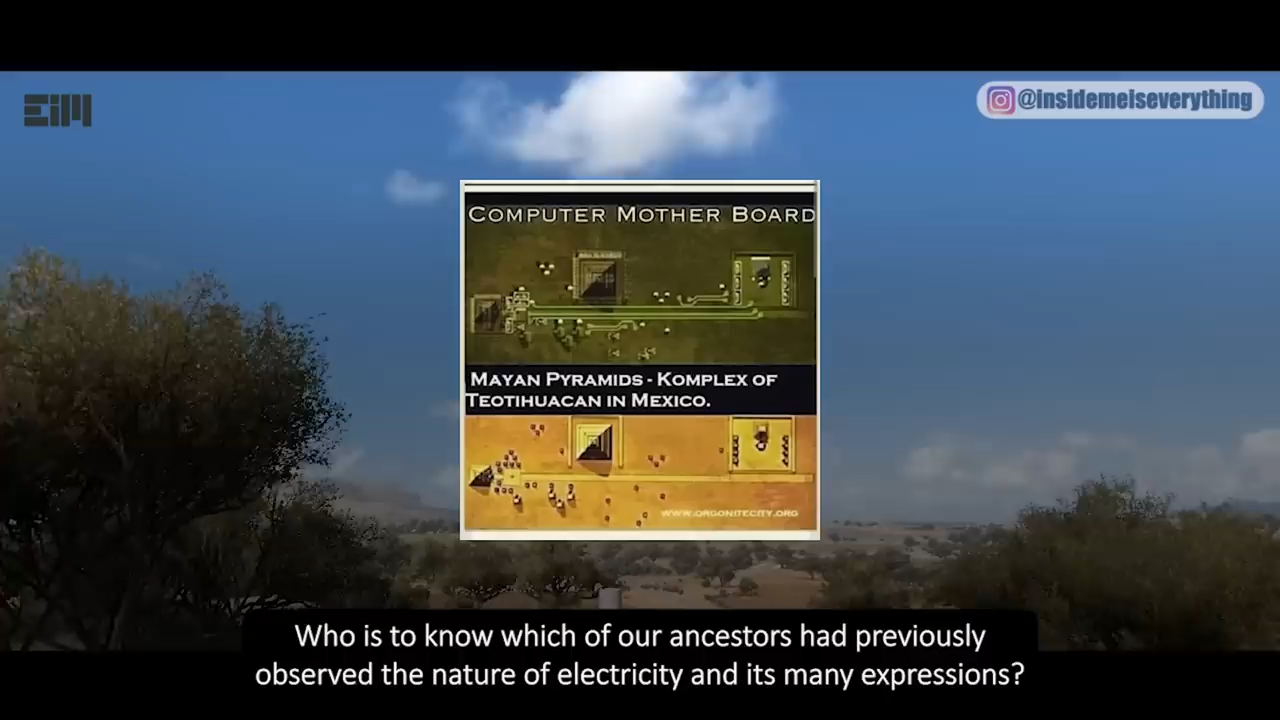 EiM
@insidemeiseverything
COMPUTER MOTHER BOARD
MAYAN PYRAMIDS - KOMPLEX OF
TEOTIHUACAN IN MEXICO.
WWW.ORGONITECITY.ORG
Who is to know which of our ancestors had previously
observed the nature of electricity and its many expressions?